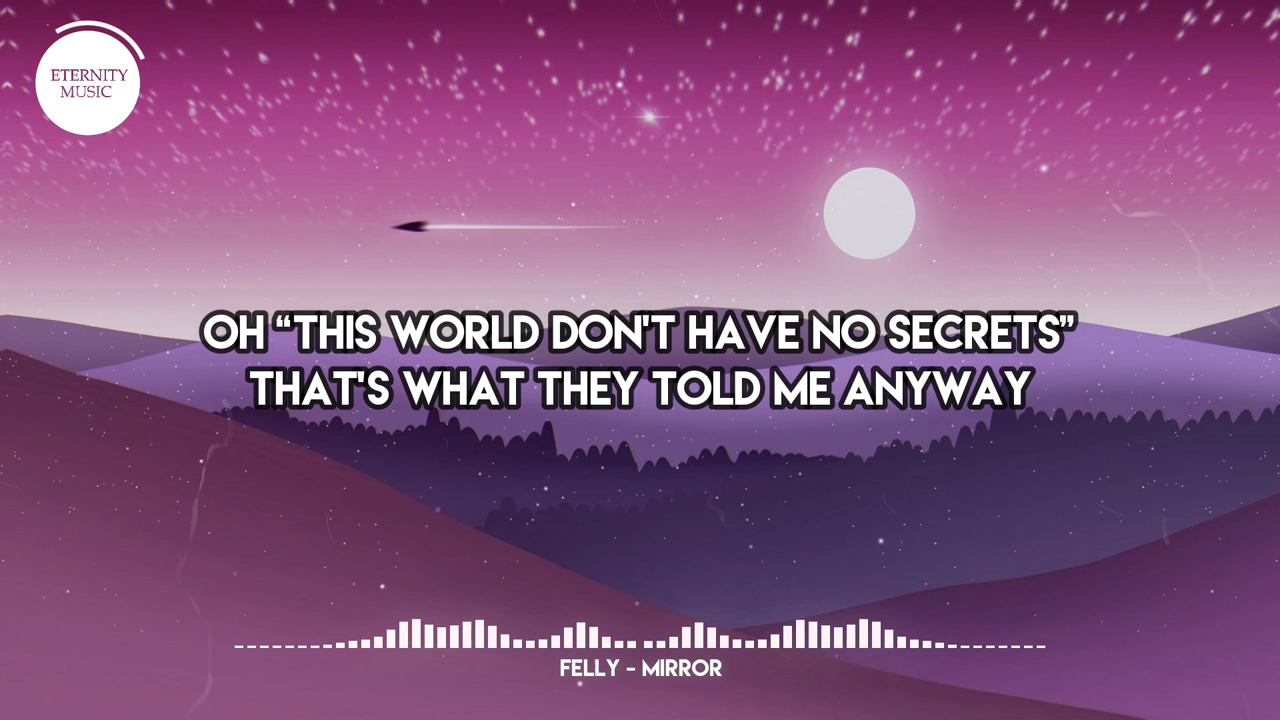 ETERNITY
MUSIC
OH “THIS WORLD DON'T HAVE NO SECRETS”
THAT'S WHAT THEY TOLD ME ANYWAY
FELLY - MIRROR